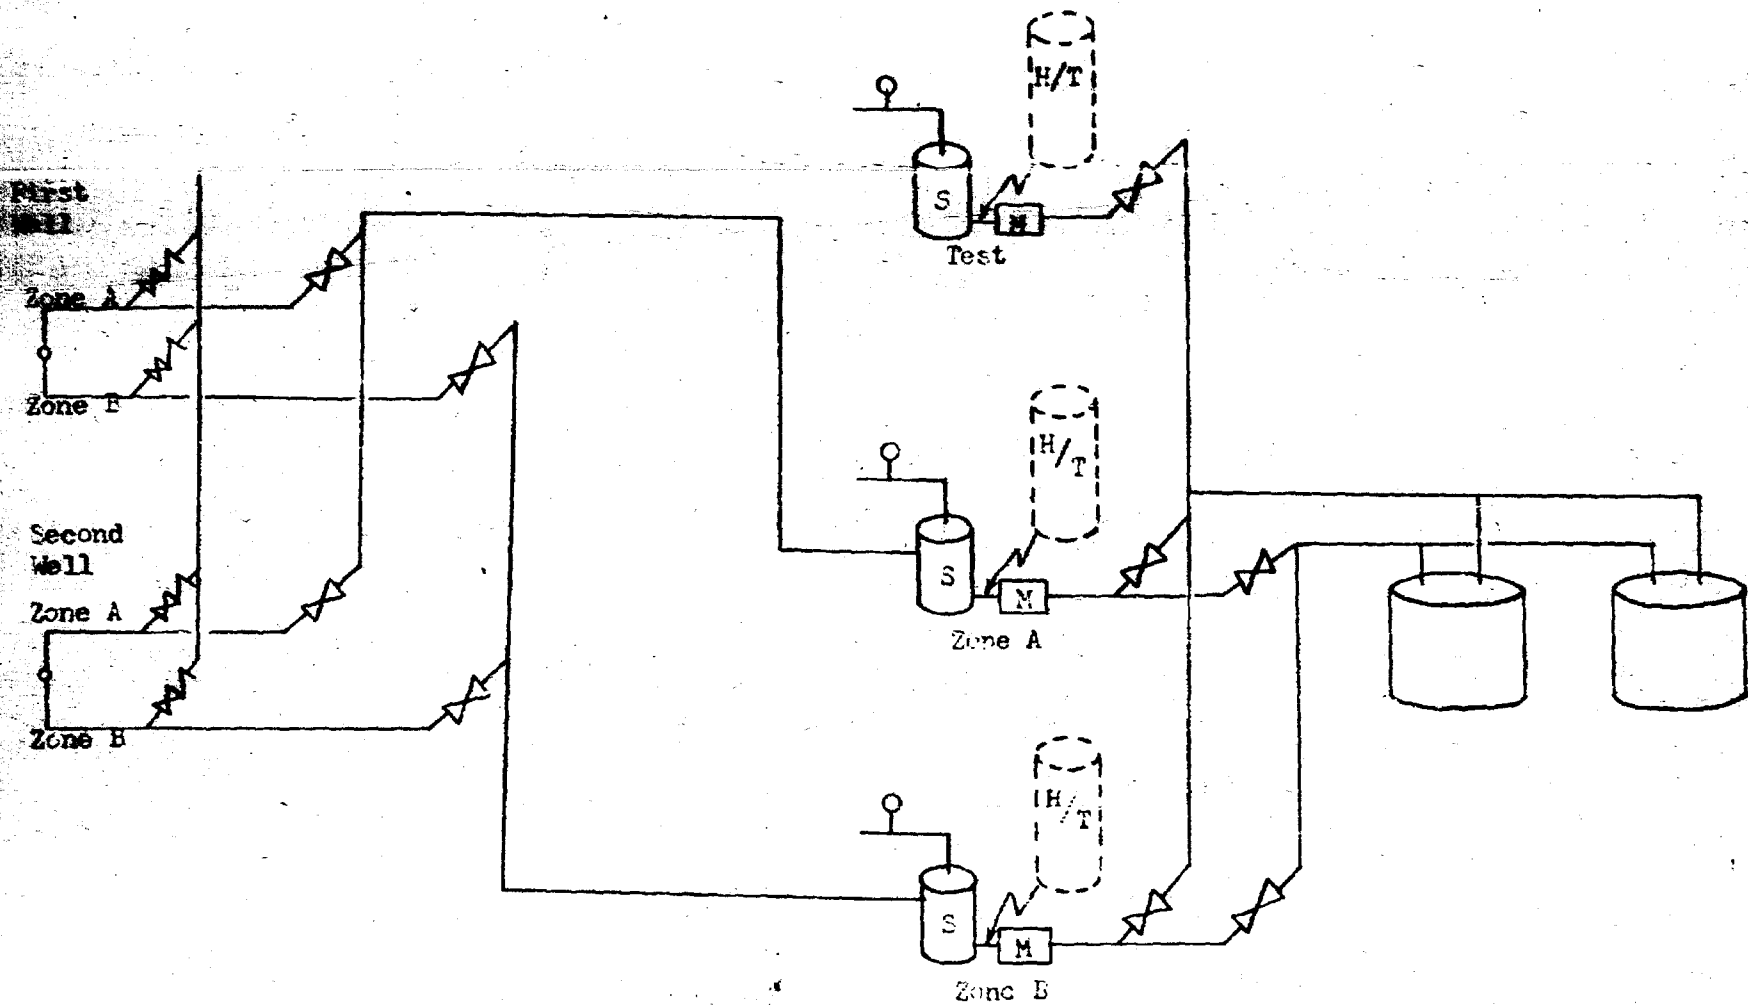 H/T
First
Well
S
M
Test
Zone A
Zone B
H/T
Second
Well
S
M
Zone A
Zone A
Zone B
H/T
S
M
Zone B